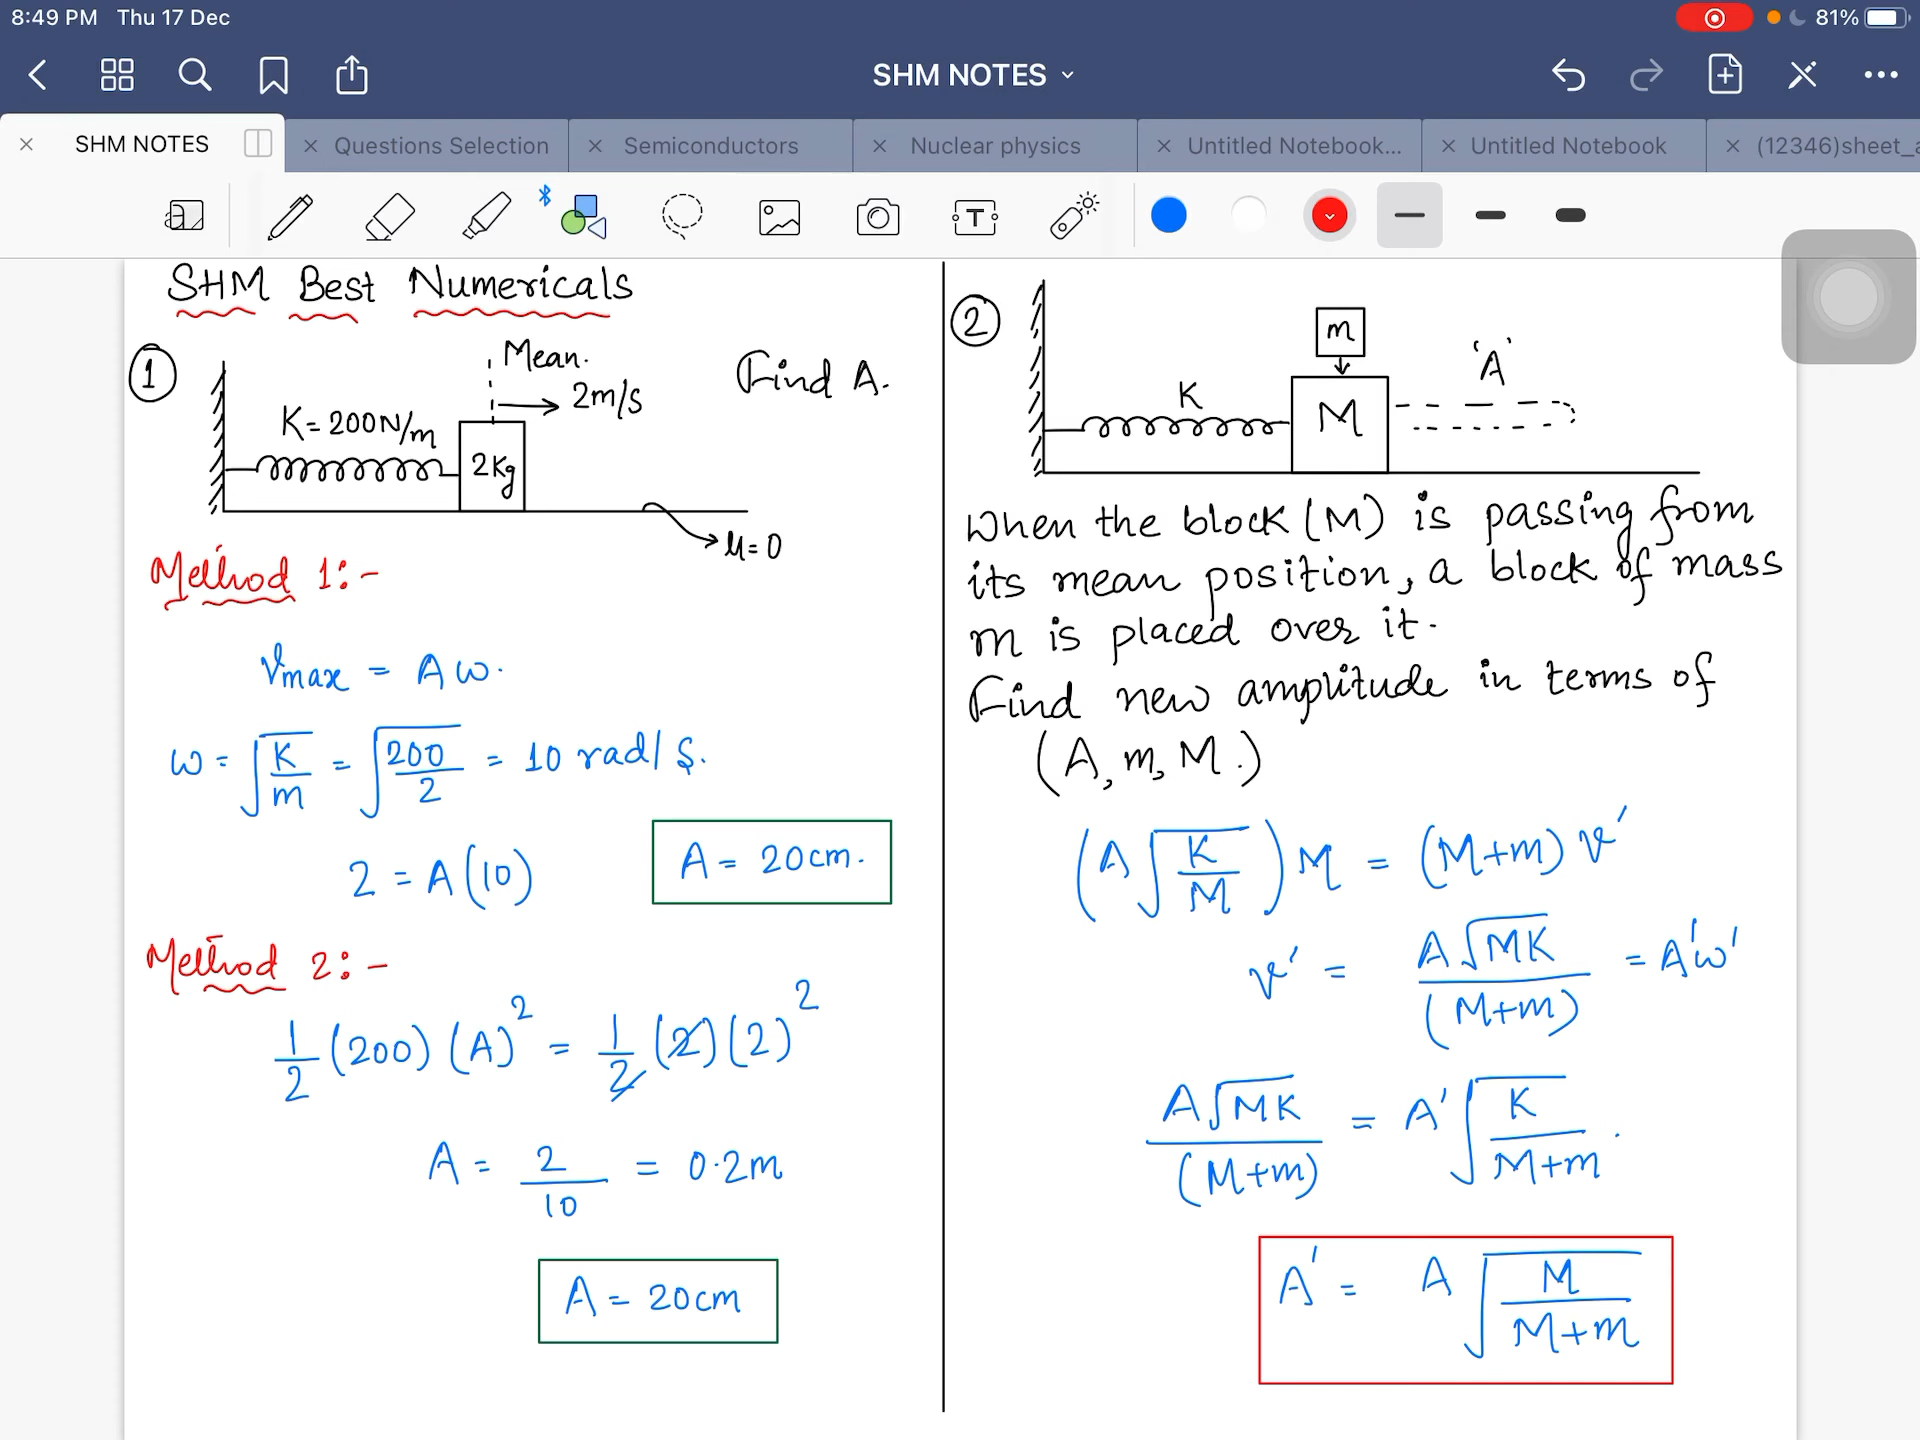 8:49 PM Thu 17 Dec
81%
SHM NOTES
SHM NOTES
Questions Selection
Semiconductors
Nuclear physics
Untitled Notebook...
Untitled Notebook
(12346)sheet_a
SHM Best Numericals
① Mean.
Find A.
2m/s
K=200N/m
2Kg
μ=0
Method 1:-
Vmax = Aω.
ω = √(K/m) = √(200/2) = 10 rad/s.
2 = A(10)
A = 20cm.
Method 2:-
1/2 (200) (A)² = 1/2 (2)(2)²
A = 2/10 = 0.2m
A = 20cm
②
m
'A'
K
M
When the block (M) is passing from
its mean position, a block of mass
m is placed over it.
Find new amplitude in terms of
(A, m, M.)
(A√(K/M)) M = (M+m) v'
v' = A√MK/(M+m) = A'ω'
A√MK/(M+m) = A'√(K/M+m).
A' = A√(M/M+m)